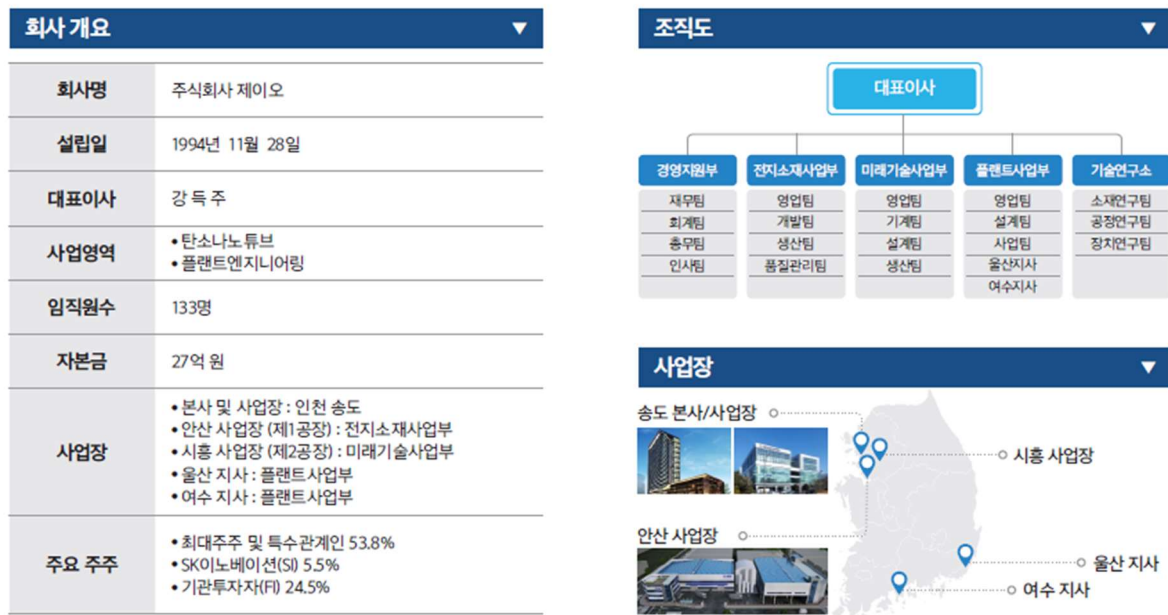 회사 개요 ▼
회사명 주식회사 제이오
설립일 1994년 11월 28일
대표이사 강 득 주
사업영역
• 탄소나노튜브
• 플랜트엔지니어링
임직원수 133명
자본금 27억 원
사업장
• 본사 및 사업장 : 인천 송도
• 안산 사업장 (제1공장) : 전지소재사업부
• 시흥 사업장 (제2공장) : 미래기술사업부
• 울산 지사 : 플랜트사업부
• 여수 지사 : 플랜트사업부
주요 주주
• 최대주주 및 특수관계인 53.8%
• SK이노베이션(SI) 5.5%
• 기관투자자(FI) 24.5%
조직도 ▼
대표이사
경영지원부
재무팀
회계팀
총무팀
인사팀
전지소재사업부
영업팀
개발팀
생산팀
품질관리팀
미래기술사업부
영업팀
기계팀
설계팀
생산팀
플랜트사업부
영업팀
설계팀
사업팀
울산지사
여수지사
기술연구소
소재연구팀
공정연구팀
장치연구팀
사업장 ▼
송도 본사/사업장
시흥 사업장
안산 사업장
울산 지사
여수 지사